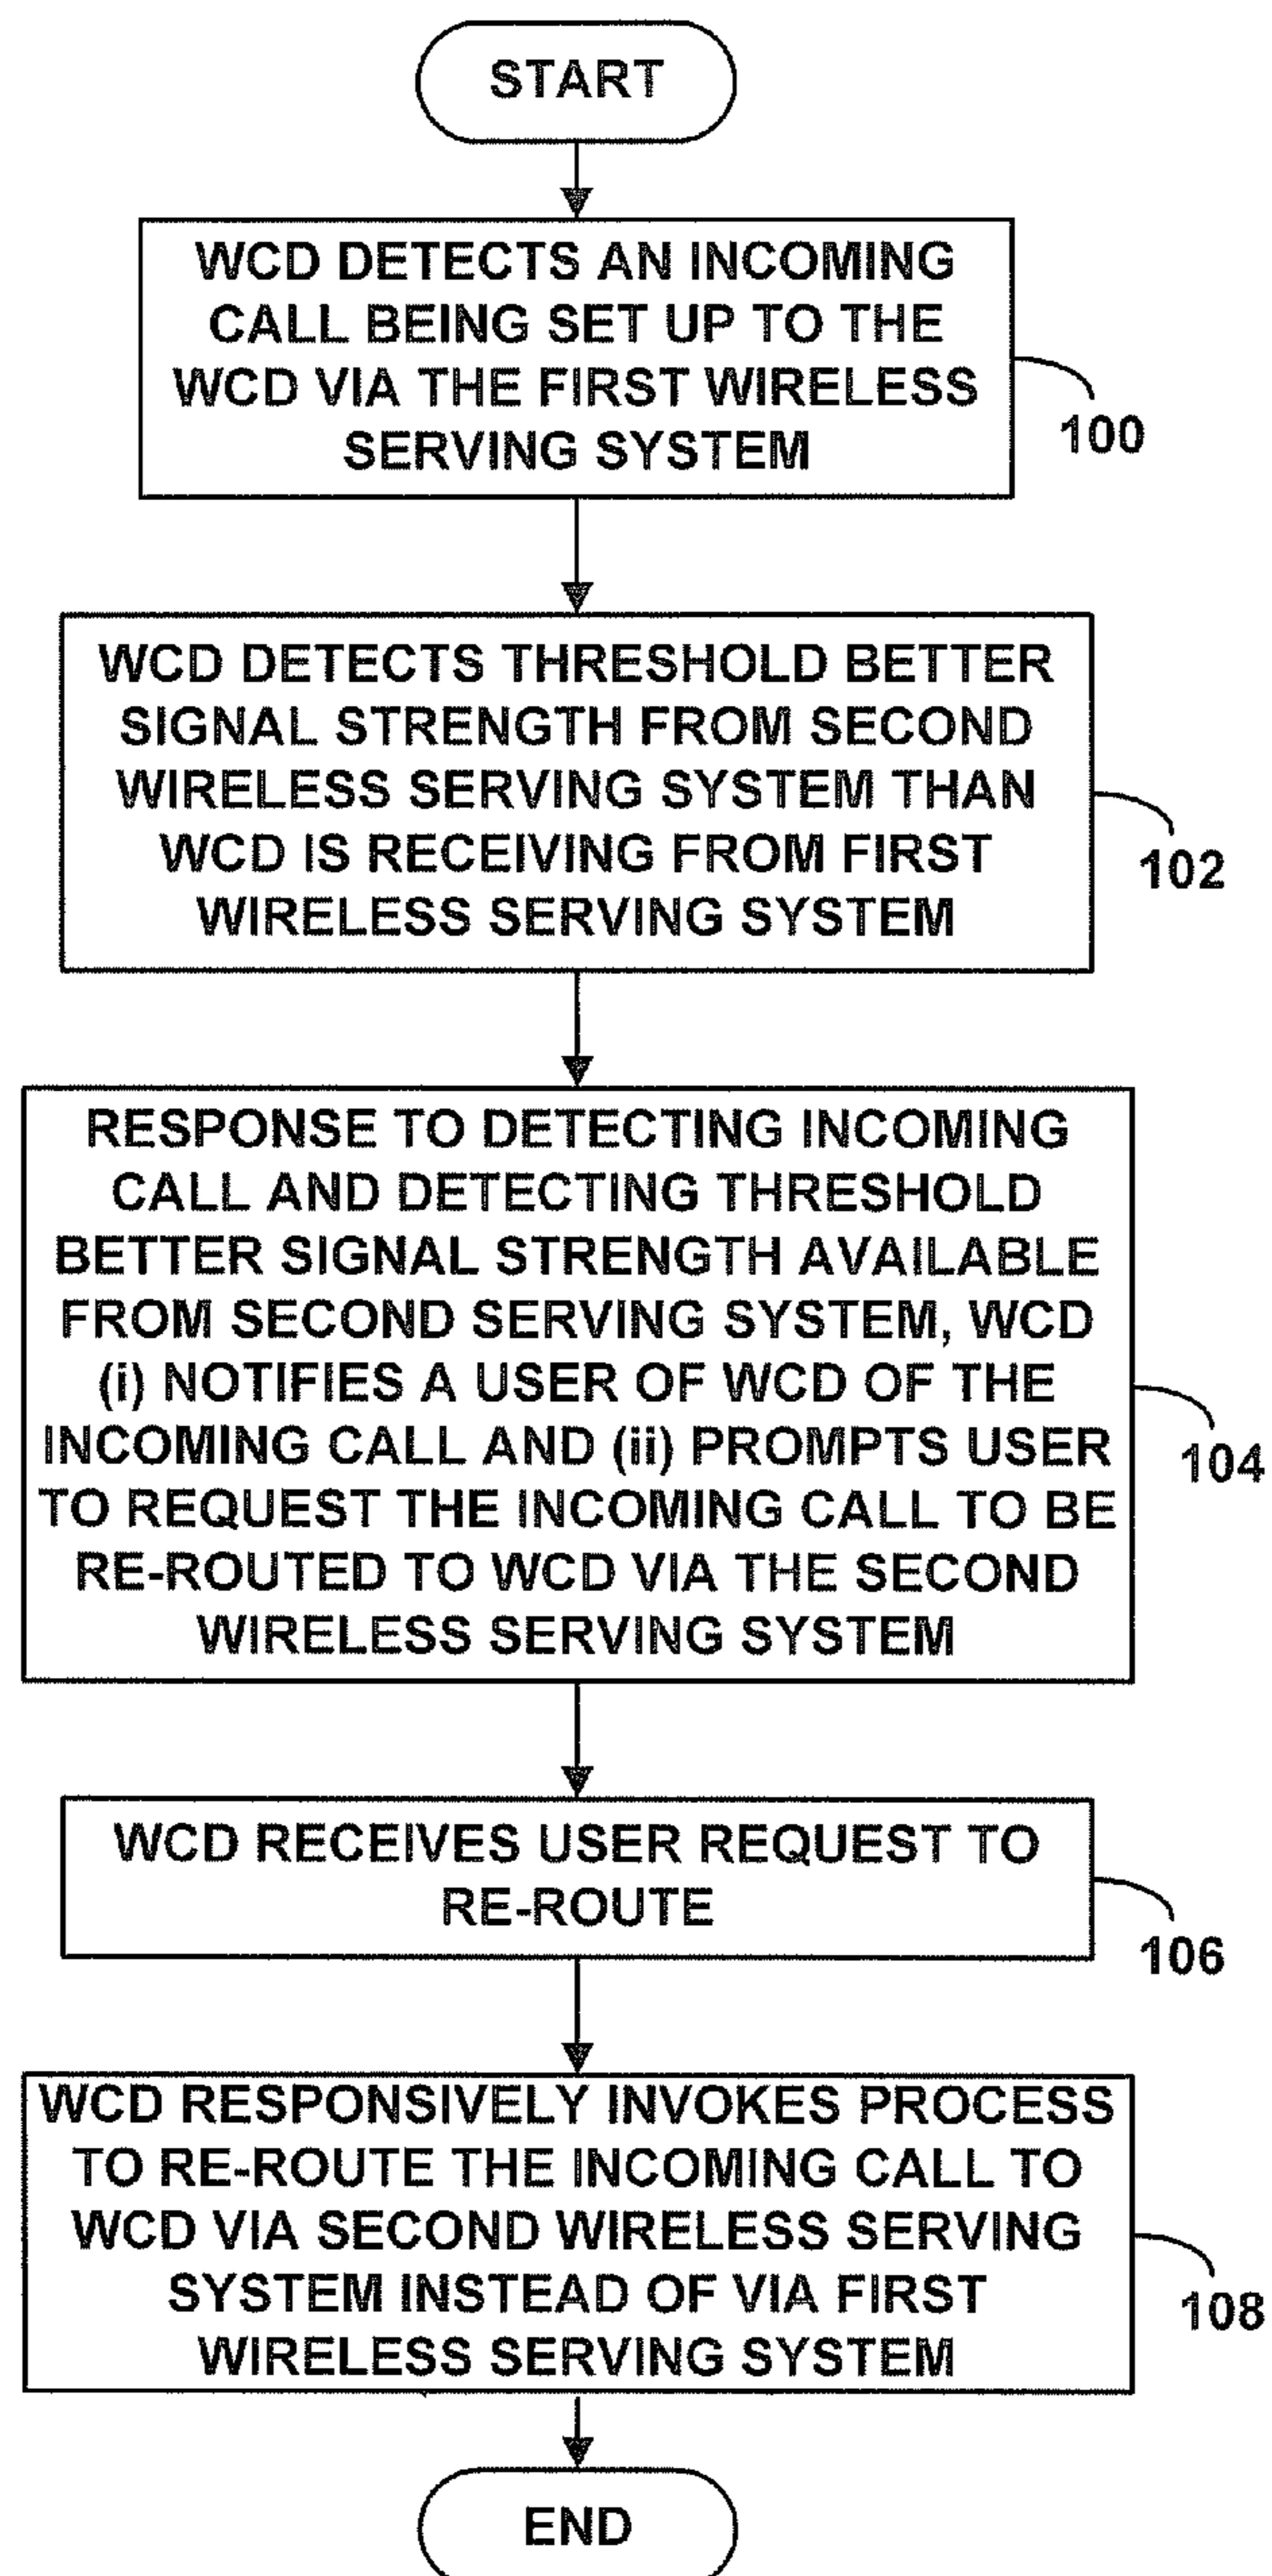 START
WCD DETECTS AN INCOMING
CALL BEING SET UP TO THE
WCD VIA THE FIRST WIRELESS
SERVING SYSTEM
100
WCD DETECTS THRESHOLD BETTER
SIGNAL STRENGTH FROM SECOND
WIRELESS SERVING SYSTEM THAN
WCD IS RECEIVING FROM FIRST
WIRELESS SERVING SYSTEM
102
RESPONSE TO DETECTING INCOMING
CALL AND DETECTING THRESHOLD
BETTER SIGNAL STRENGTH AVAILABLE
FROM SECOND SERVING SYSTEM, WCD
(i) NOTIFIES A USER OF WCD OF THE
INCOMING CALL AND (ii) PROMPTS USER
TO REQUEST THE INCOMING CALL TO BE
RE-ROUTED TO WCD VIA THE SECOND
WIRELESS SERVING SYSTEM
104
WCD RECEIVES USER REQUEST TO
RE-ROUTE
106
WCD RESPONSIVELY INVOKES PROCESS
TO RE-ROUTE THE INCOMING CALL TO
WCD VIA SECOND WIRELESS SERVING
SYSTEM INSTEAD OF VIA FIRST
WIRELESS SERVING SYSTEM
108
END